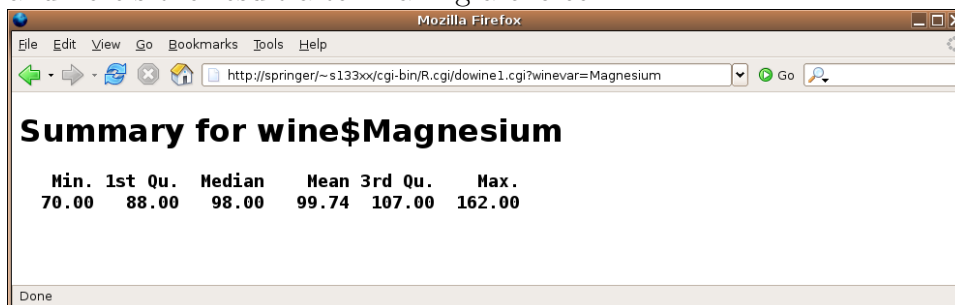 Mozilla Firefox
File Edit View Go Bookmarks Tools Help
http://springer/~s133xx/cgi-bin/R.cgi/dowine1.cgi?winevar=Magnesium Go
Summary for wine$Magnesium
Min. 1st Qu. Median Mean 3rd Qu. Max.
70.00 88.00 98.00 99.74 107.00 162.00
Done